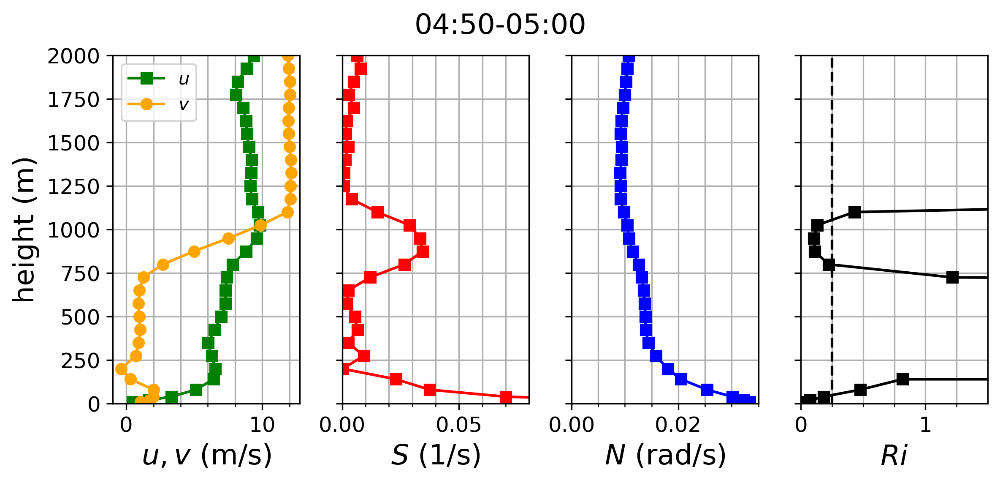 04:50-05:00
height (m)
2000
1750
1500
1250
1000
750
500
250
0
u
v
0 10
u, v (m/s)
0.00 0.05
S (1/s)
0.00 0.02
N (rad/s)
0 1
Ri